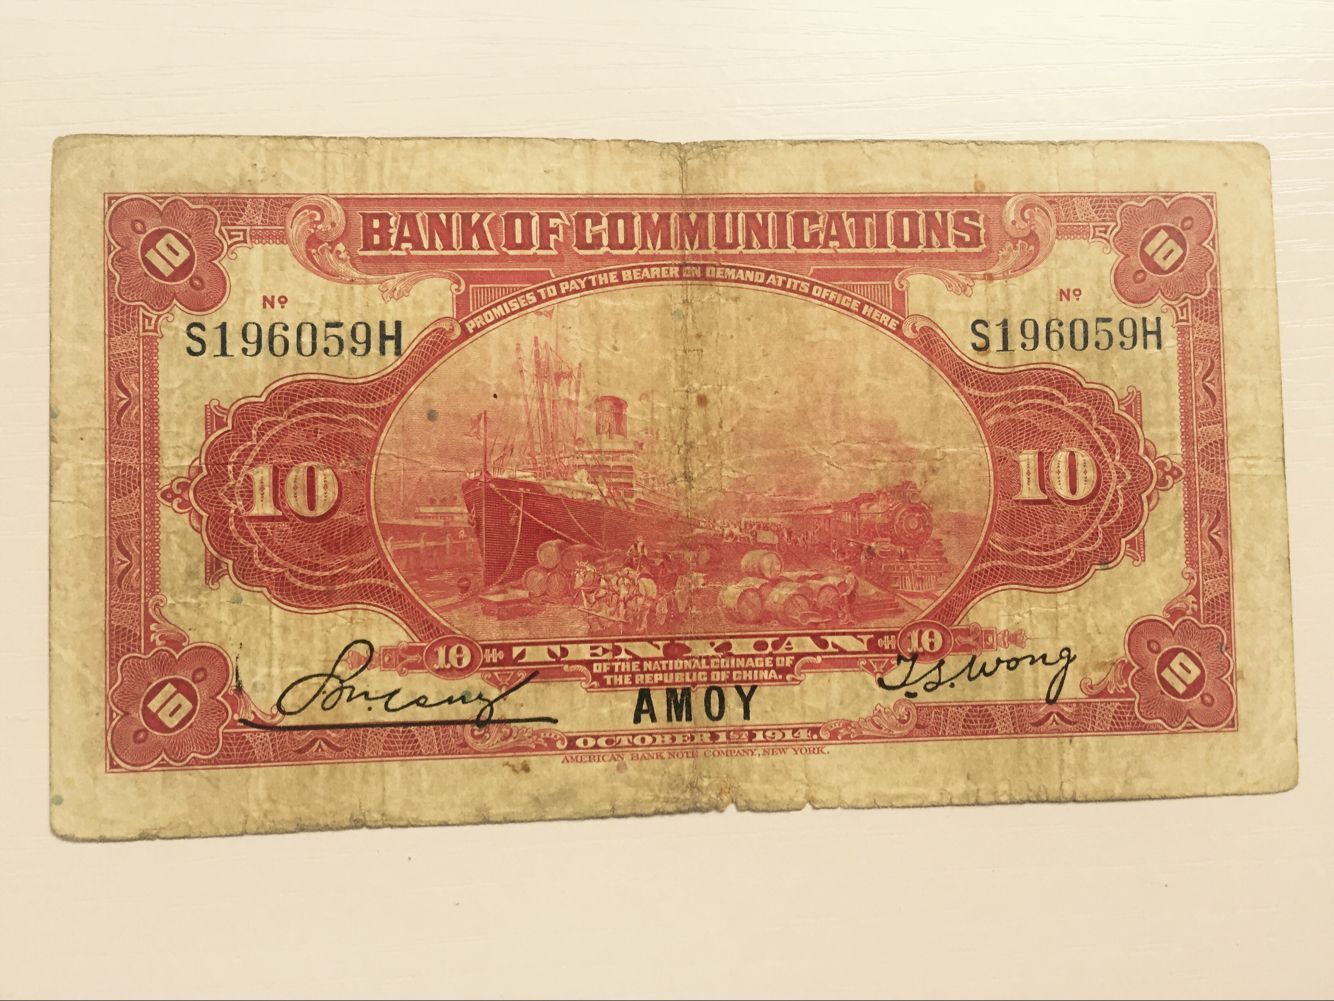 BANK OF COMMUNICATIONS
PROMISES TO PAY THE BEARER ON DEMAND AT ITS OFFICE HERE
10 10
Nº Nº
S196059H S196059H
10 10
10 TEN YUAN 10
OF THE NATIONAL COINAGE OF
THE REPUBLIC OF CHINA.
T.S. Wong
AMOY
10 10
OCTOBER 1, 1914.
AMERICAN BANK NOTE COMPANY, NEW YORK.